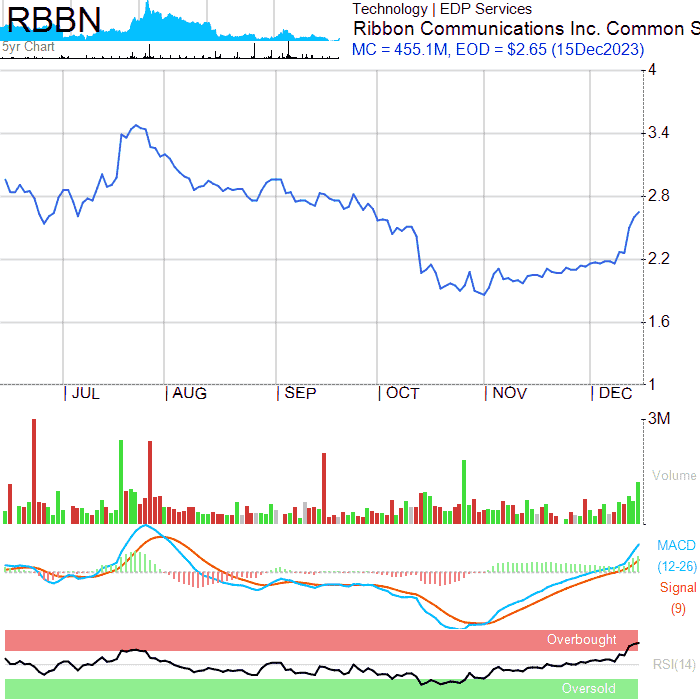 RBBN
5yr Chart
Technology | EDP Services
Ribbon Communications Inc. Common S
MC = 455.1M, EOD = $2.65 (15Dec2023)
4
3.4
2.8
2.2
1.6
1
JUL AUG SEP OCT NOV DEC
3M
Volume
MACD
(12-26)
Signal
(9)
Overbought
RSI(14)
Oversold